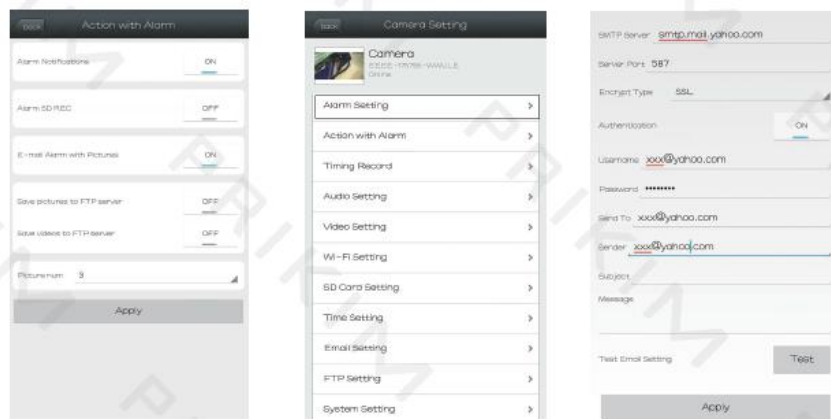 Back Action with Alarm
Alarm Notifications ON
Alarm SD REC OFF
E-mail Alarm with Pictures ON
Save pictures to FTP server OFF
Save videos to FTP server OFF
Picture num 3
Apply
Back Camera Setting
Camera
Online
Alarm Setting
Action with Alarm
Timing Record
Audio Setting
Video Setting
Wi-Fi Setting
SD Card Setting
Time Setting
Email Setting
FTP Setting
System Setting
SMTP Server smtp.mail.yahoo.com
Server Port 587
Encrypt Type SSL
Authentication ON
Username xxx@yahoo.com
Password ••••••••
Send To xxx@yahoo.com
Sender xxx@yahoo.com
Subject
Message
Test Email Setting Test
Apply
PRIKIM